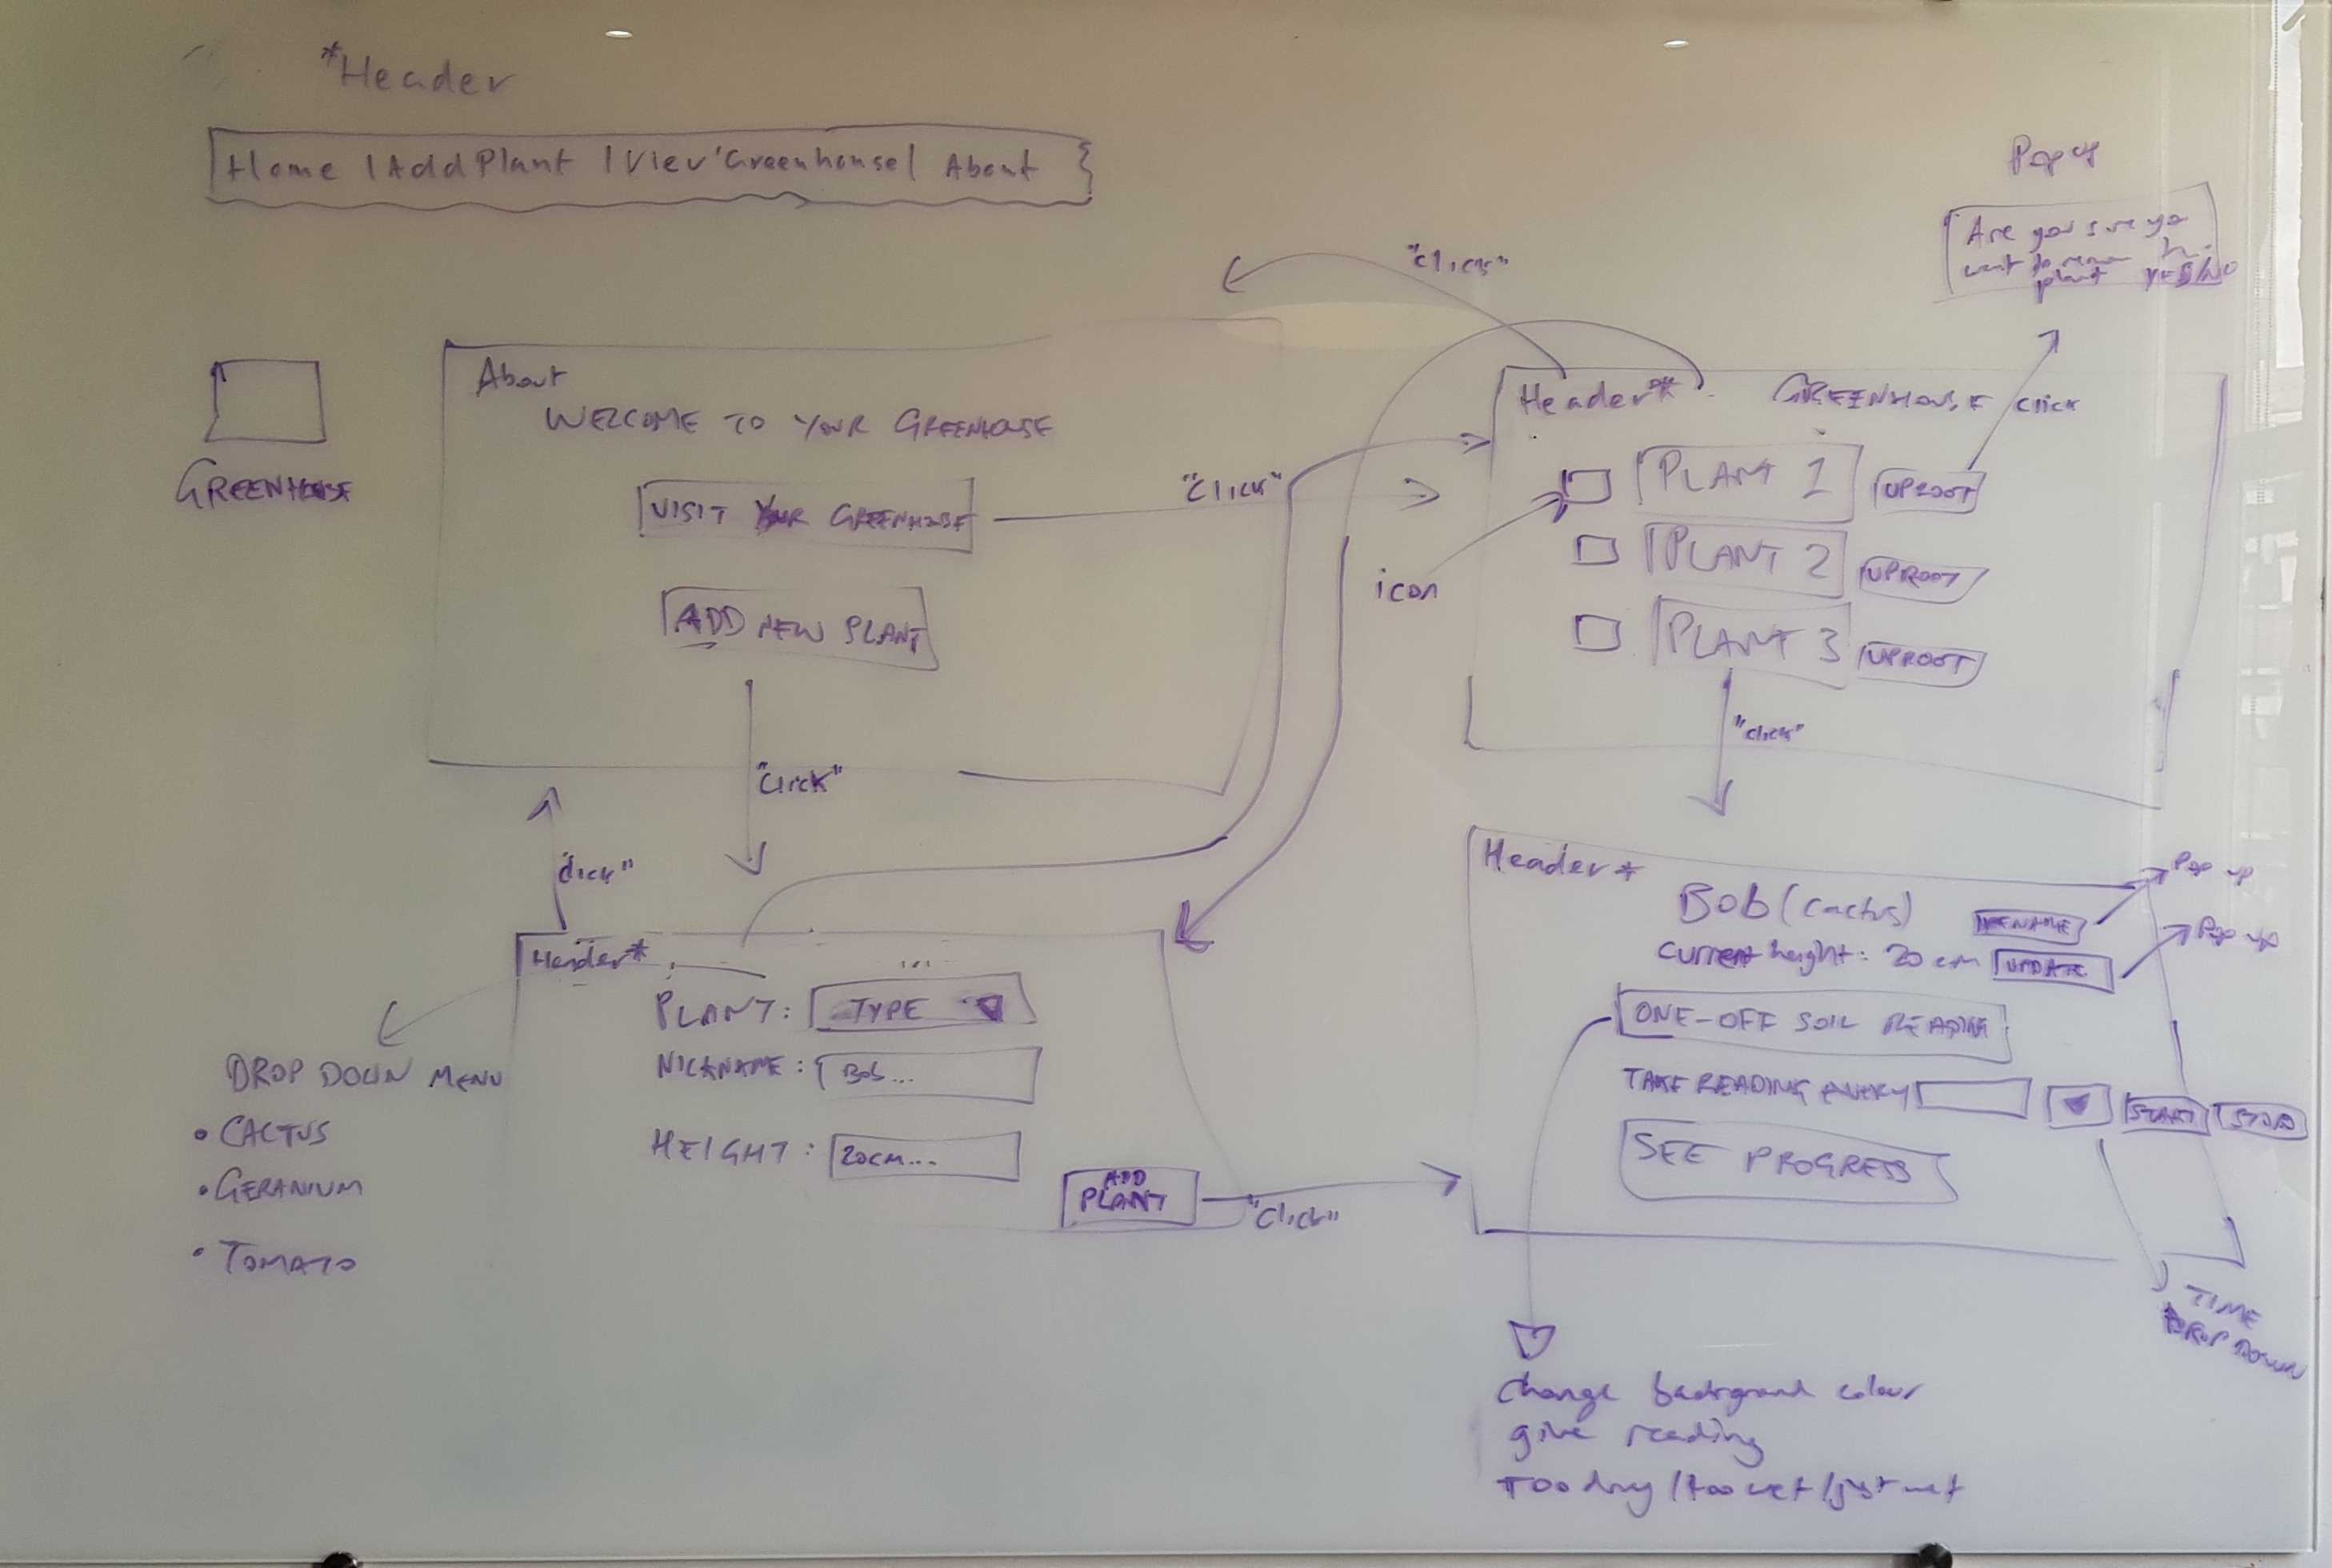 *Header
Home | Add Plant | View Greenhouse | About
Pop up
Are you sure you
want to
plant YES/NO
"click"
GREENHOUSE
About
WELCOME TO YOUR GREENHOUSE
VISIT YOUR GREENHOUSE
"click"
ADD NEW PLANT
"click"
Header*
GREENHOUSE
click
PLANT 1
UPROOT
PLANT 2
UPROOT
icon
PLANT 3
UPROOT
"click"
"click"
Header*
...
PLANT: TYPE
NICKNAME: Bob...
HEIGHT: 20cm...
ADD
PLANT
"click"
DROP DOWN MENU
• CACTUS
• GERANIUM
• TOMATO
Header*
Bob (cactus)
RENAME
Pop up
current height: 20 cm
UPDATE
Pop up
ONE-OFF SOIL READING
TAKE READING EVERY
START
STOP
SEE PROGRESS
TIME
DROP DOWN
change background colour
give reading
Too dry / too wet / just wet